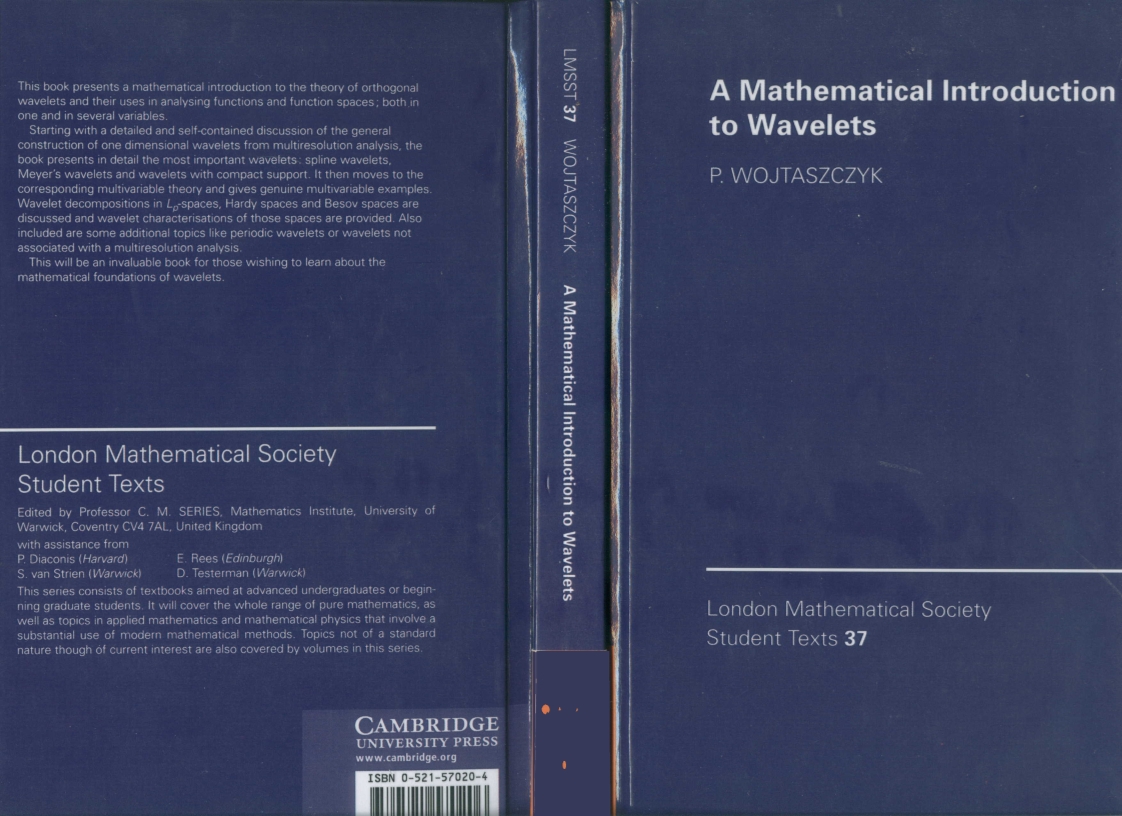 This book presents a mathematical introduction to the theory of orthogonal
wavelets and their uses in analysing functions and function spaces; both in
one and in several variables.
Starting with a detailed and self-contained discussion of the general
construction of one dimensional wavelets from multiresolution analysis, the
book presents in detail the most important wavelets: spline wavelets,
Meyer's wavelets and wavelets with compact support. It then moves to the
corresponding multivariable theory and gives genuine multivariable examples.
Wavelet decompositions in Lp-spaces, Hardy spaces and Besov spaces are
discussed and wavelet characterisations of those spaces are provided. Also
included are some additional topics like periodic wavelets or wavelets not
associated with a multiresolution analysis.
This will be an invaluable book for those wishing to learn about the
mathematical foundations of wavelets.
London Mathematical Society
Student Texts
Edited by Professor C. M. SERIES, Mathematics Institute, University of
Warwick, Coventry CV4 7AL, United Kingdom
with assistance from
P. Diaconis (Harvard) E. Rees (Edinburgh)
S. van Strien (Warwick) D. Testerman (Warwick)
This series consists of textbooks aimed at advanced undergraduates or begin-
ning graduate students. It will cover the whole range of pure mathematics, as
well as topics in applied mathematics and mathematical physics that involve a
substantial use of modern mathematical methods. Topics not of a standard
nature though of current interest are also covered by volumes in this series.
CAMBRIDGE
UNIVERSITY PRESS
www.cambridge.org
ISBN 0-521-57020-4
LMSST 37 WOJTASZCZYK A Mathematical Introduction to Wavelets
A Mathematical Introduction
to Wavelets
P. WOJTASZCZYK
London Mathematical Society
Student Texts 37